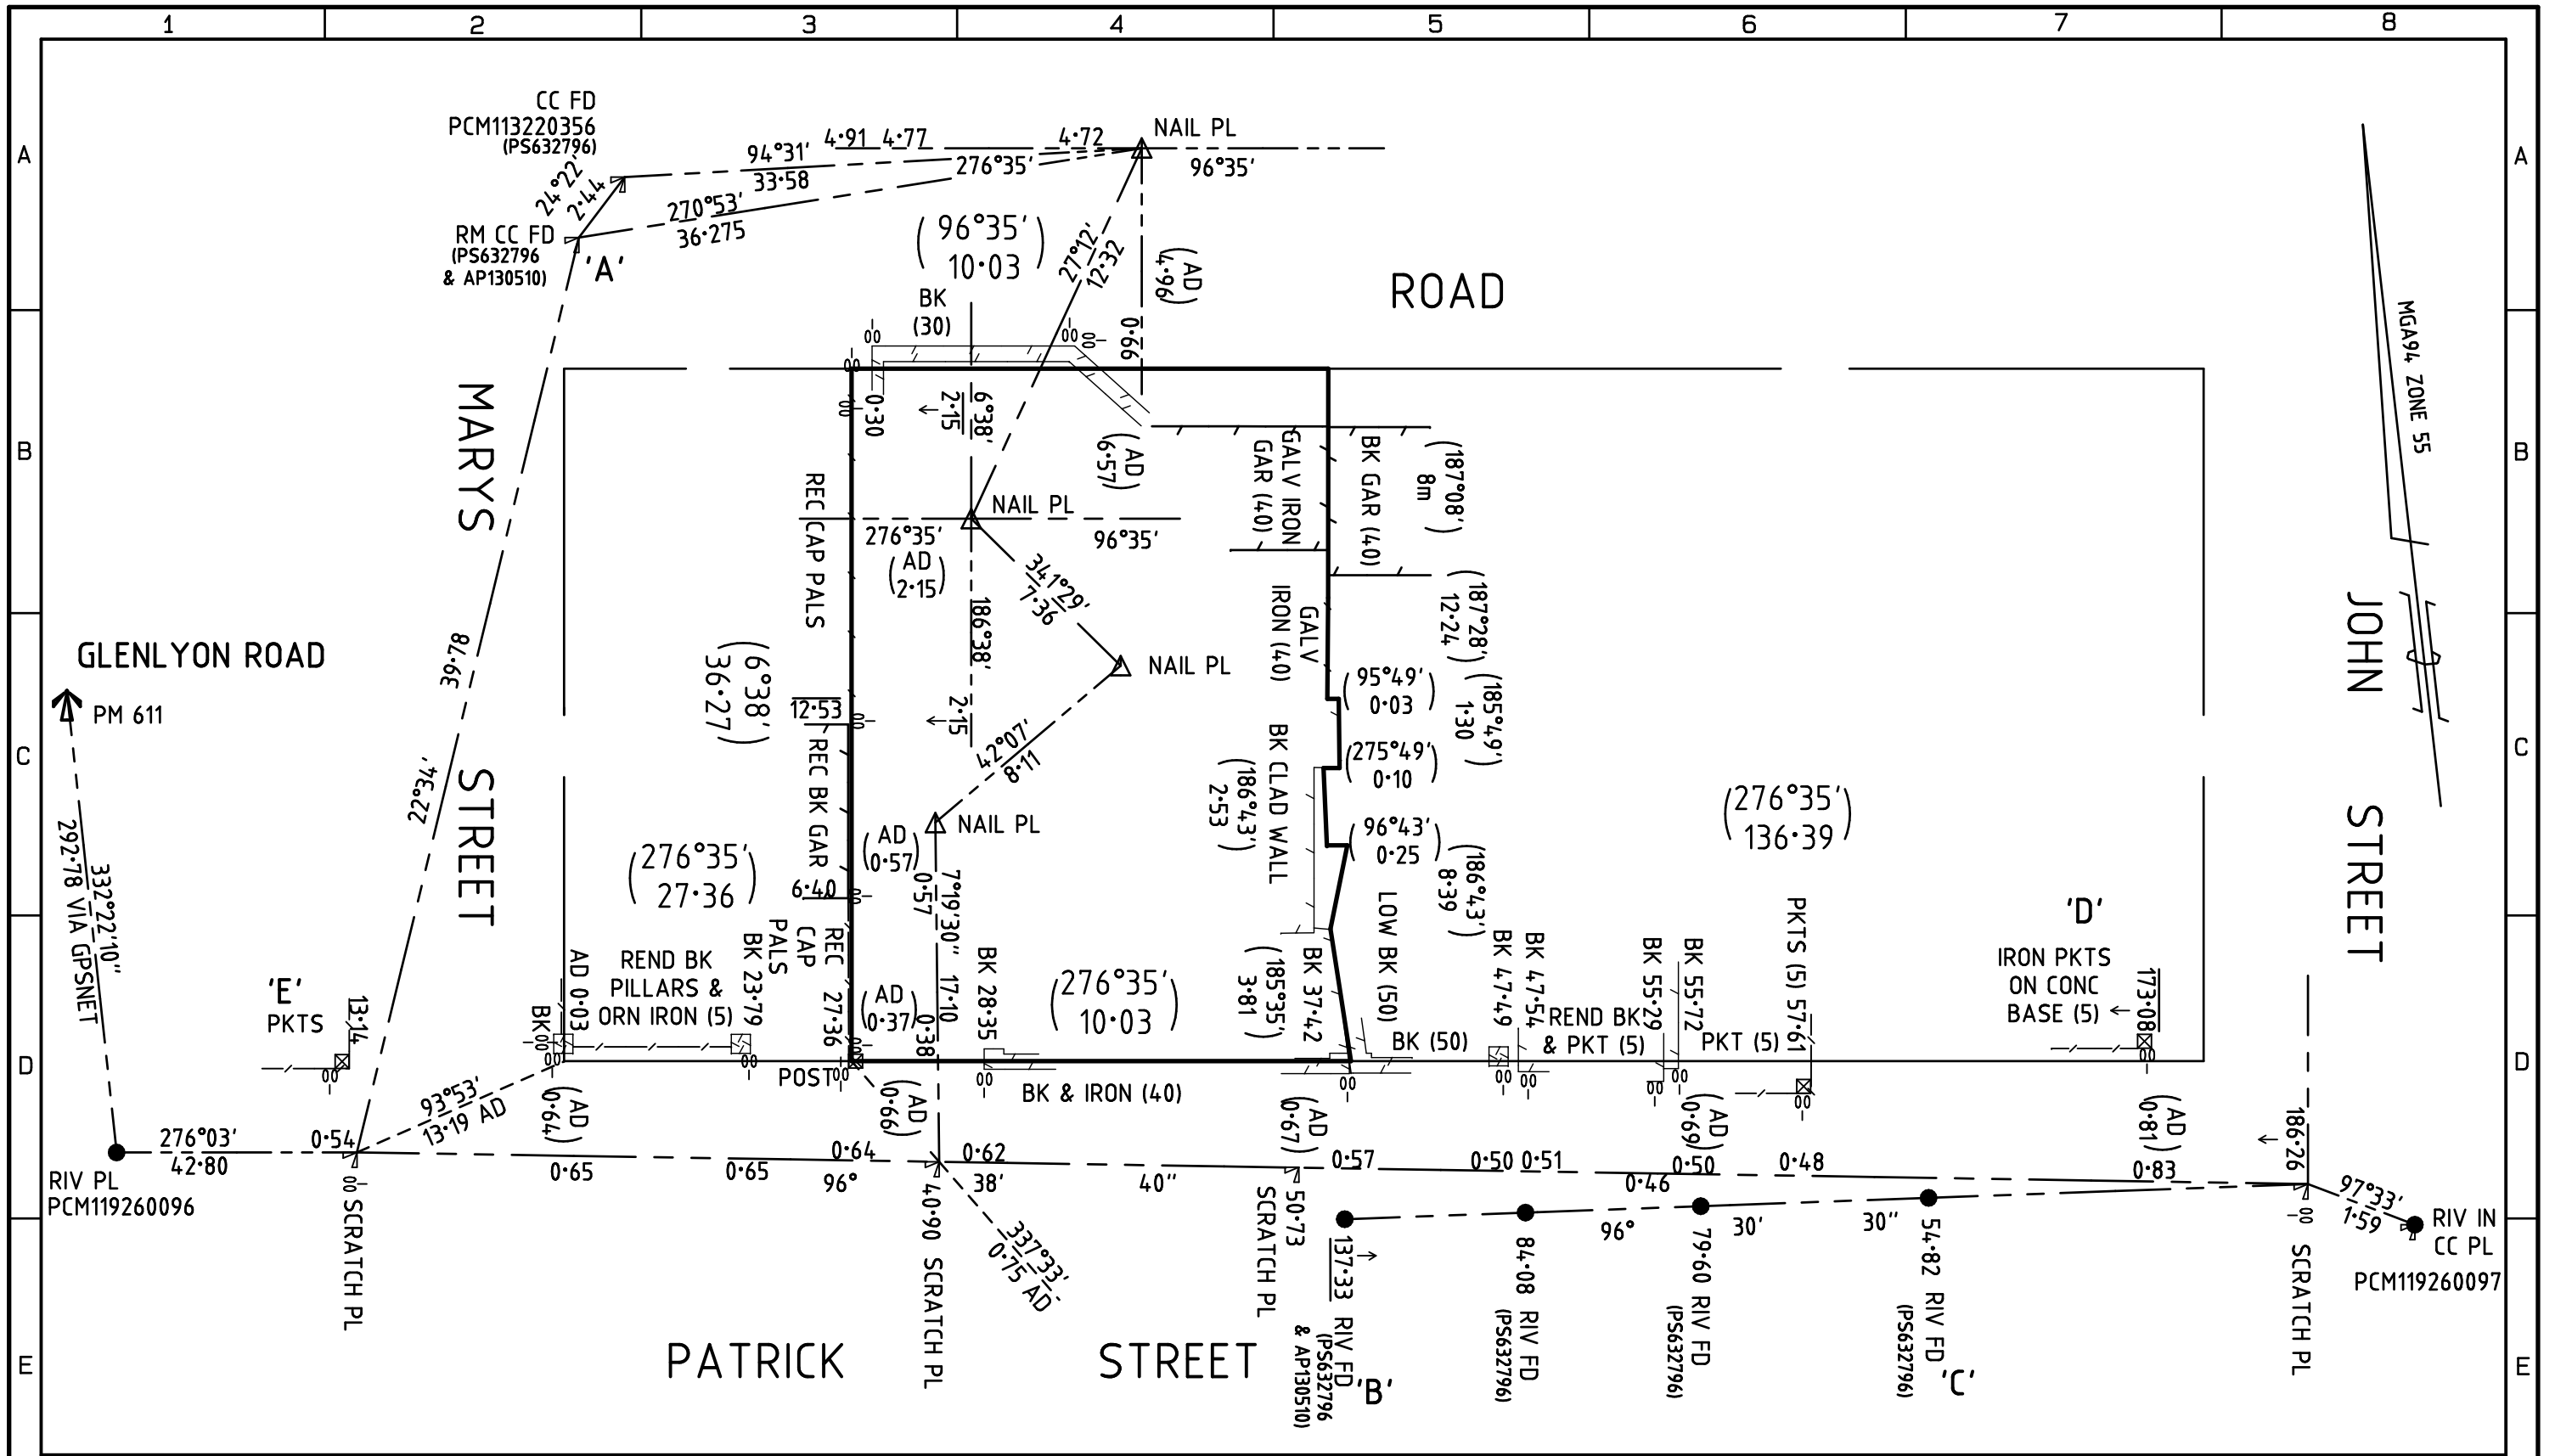 1 2 3 4 5 6 7 8
A
B
C
D
E
A
B
C
D
E
CC FD
PCM113220356
(PS632796)
24°22'
2·44
RM CC FD
(PS632796
& AP130510)
'A'
94°31'
33·58
4·91 4·77
4·72
270°53'
36·275
276°35'
NAIL PL
96°35'
(96°35')
10·03
27°12'
12·32
(AD
4·96)
0·66
ROAD
MGA94 ZONE 55
BK
(30)
0·30
2·15
6°38'
(AD
6·57)
MARYS
STREET
39·78
22°34'
REC CAP PALS
NAIL PL
276°35'
96°35'
(AD
2·15)
186°38'
2·15
341°29'
7·36
NAIL PL
GALV IRON
GAR (40)
BK GAR (40)
(187°08')
8m
GALV
IRON (40)
(187°28')
12·24
(95°49')
0·03
(185°49')
1·30
(275°49')
0·10
BK CLAD WALL
(186°43')
2·53
(96°43')
0·25
(186°43')
8·39
LOW BK (50)
(185°35')
3·81
BK 37·42
GLENLYON ROAD
PM 611
332°22'10"
292·78 VIA GPSNET
(6°38')
36·27
12·53
REC BK GAR
6·40
REC
CAP
PALS
42°07'
8·11
NAIL PL
(AD
0·57)
0·57
7°19'30" 17·10
(276°35')
27·36
(276°35')
10·03
(276°35')
136·39
JOHN
STREET
'E'
PKTS
13·14
BK
00
AD 0·03
REND BK
PILLARS &
ORN IRON (5)
BK 23·79
27·36
(AD
0·37)
0·38
BK 28·35
POST
BK & IRON (40)
BK (50)
BK 47·49
BK 47·54
REND BK
& PKT (5)
BK 55·29
BK 55·72
PKT (5)
PKTS (5) 57·61
'D'
IRON PKTS
ON CONC
BASE (5)
173·08
93°53'
13·19 AD
(AD
0·64)
(AD
0·66)
(AD
0·67)
(AD
0·69)
(AD
0·81)
186·26
276°03'
42·80
0·54
RIV PL
PCM119260096
00
SCRATCH PL
0·65
0·65
0·64
96°
0·62
38'
40"
40·90 SCRATCH PL
337°33'
0·75 AD
50·73
SCRATCH PL
0·57
0·50 0·51
0·46
0·50
0·48
0·83
96°
30'
30"
137·33 RIV FD
(PS632796
& AP130510)
'B'
84·08 RIV FD
(PS632796)
79·60 RIV FD
(PS632796)
54·82 RIV FD
(PS632796)
'C'
00
SCRATCH PL
97°33'
1·59
RIV IN
CC PL
PCM119260097
PATRICK STREET